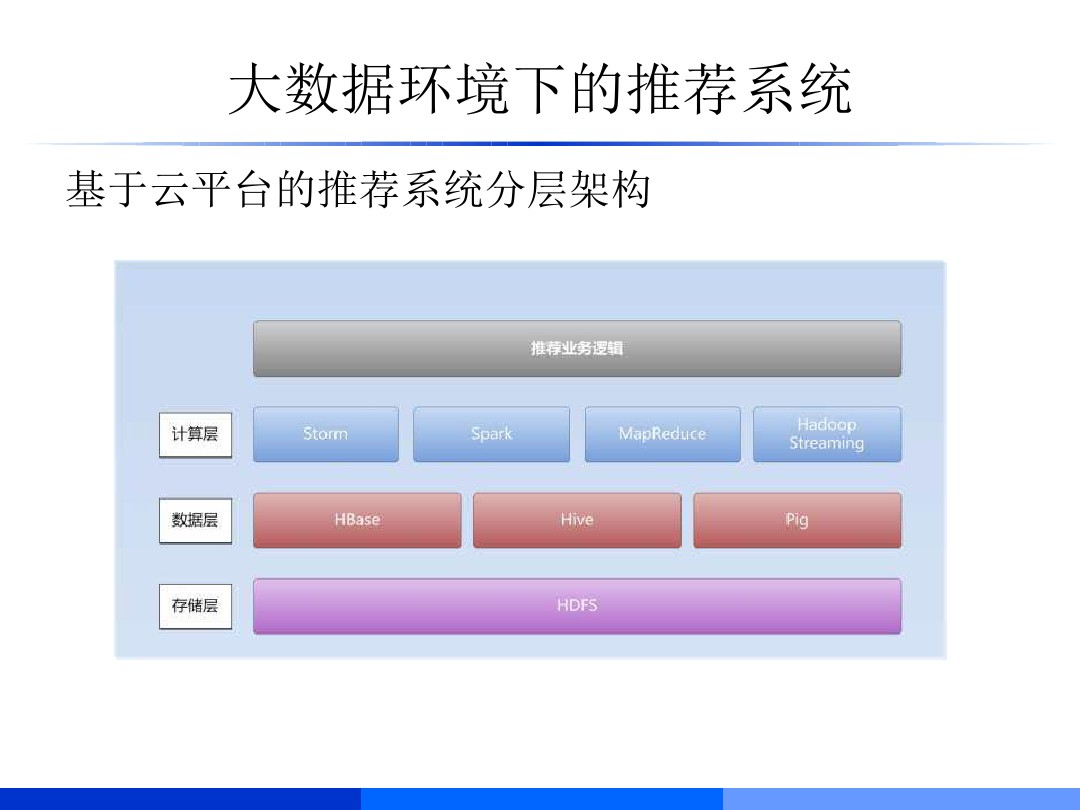 大数据环境下的推荐系统
基于云平台的推荐系统分层架构
推荐业务逻辑
计算层
Storm
Spark
MapReduce
Hadoop
Streaming
数据层
HBase
Hive
Pig
存储层
HDFS